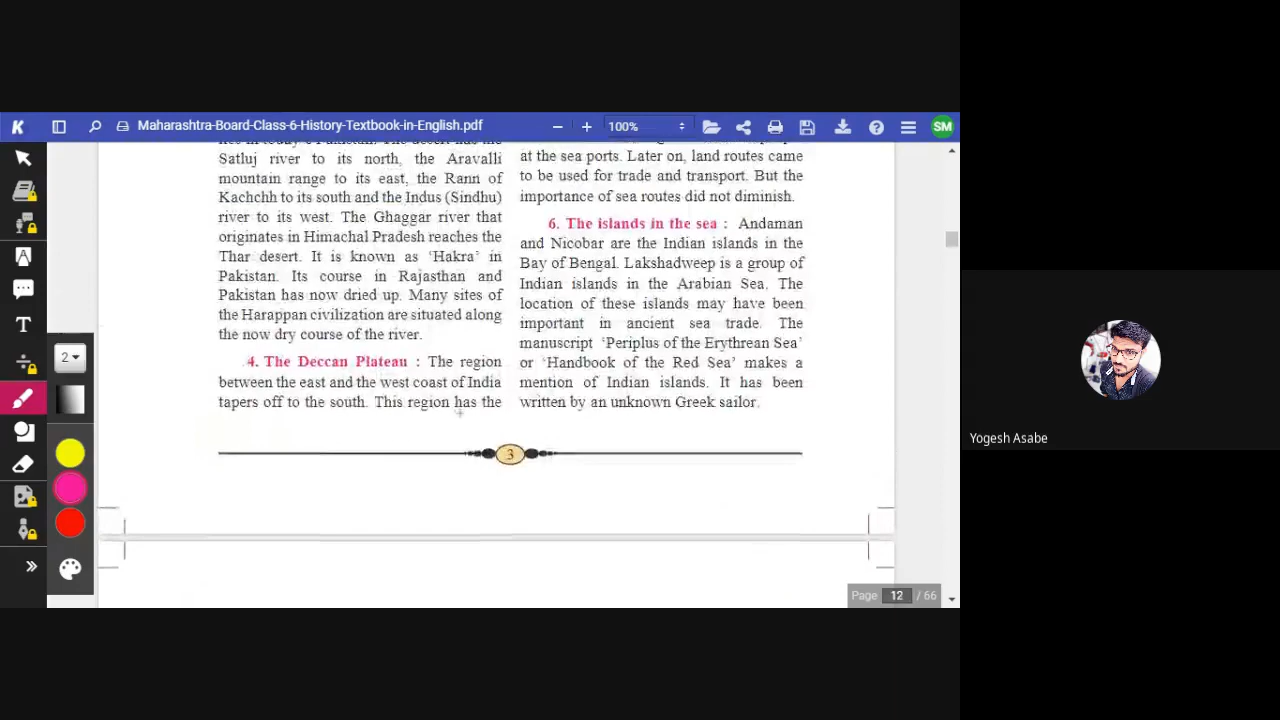 K
Maharashtra-Board-Class-6-History-Textbook-in-English.pdf
100%
SM
Satluj river to its north, the Aravalli
mountain range to its east, the Rann of
Kachchh to its south and the Indus (Sindhu)
river to its west. The Ghaggar river that
originates in Himachal Pradesh reaches the
Thar desert. It is known as ‘Hakra’ in
Pakistan. Its course in Rajasthan and
Pakistan has now dried up. Many sites of
the Harappan civilization are situated along
the now dry course of the river.
4. The Deccan Plateau : The region
between the east and the west coast of India
tapers off to the south. This region has the
at the sea ports. Later on, land routes came
to be used for trade and transport. But the
importance of sea routes did not diminish.
6. The islands in the sea : Andaman
and Nicobar are the Indian islands in the
Bay of Bengal. Lakshadweep is a group of
Indian islands in the Arabian Sea. The
location of these islands may have been
important in ancient sea trade. The
manuscript ‘Periplus of the Erythrean Sea’
or ‘Handbook of the Red Sea’ makes a
mention of Indian islands. It has been
written by an unknown Greek sailor.
3
2
T
Page 12 / 66
Yogesh Asabe